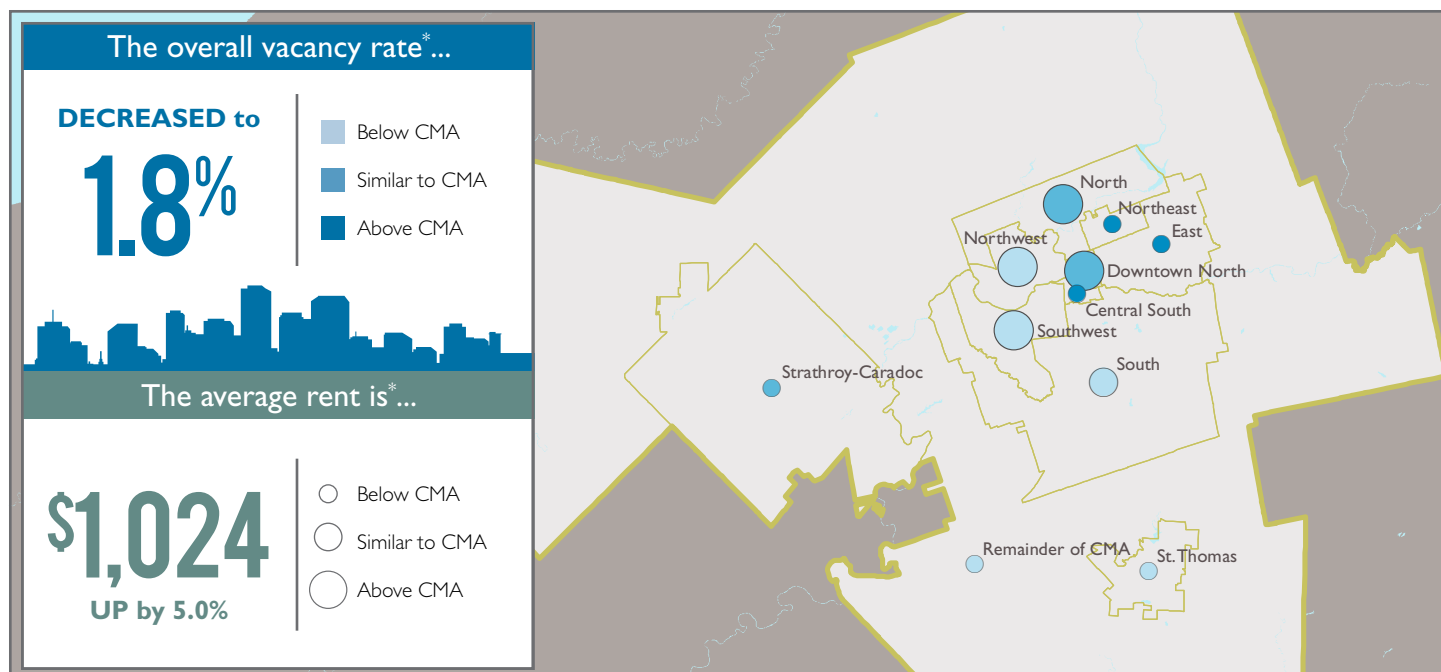 The overall vacancy rate*...
DECREASED to
1.8%
Below CMA
Similar to CMA
Above CMA
The average rent is*...
$1,024
UP by 5.0%
Below CMA
Similar to CMA
Above CMA
North
Northeast
East
Northwest
Downtown North
Central South
Southwest
South
Strathroy-Caradoc
Remainder of CMA
St. Thomas